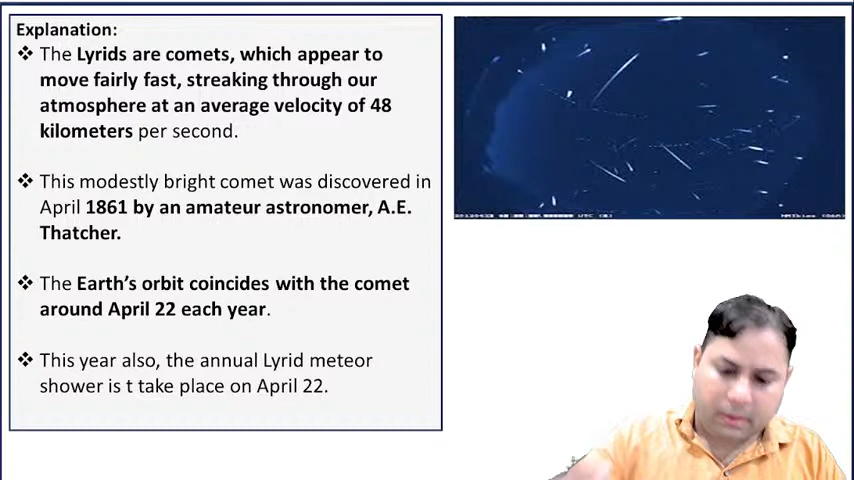 Explanation:
❖ The Lyrids are comets, which appear to
move fairly fast, streaking through our
atmosphere at an average velocity of 48
kilometers per second.
❖ This modestly bright comet was discovered in
April 1861 by an amateur astronomer, A.E.
Thatcher.
❖ The Earth's orbit coincides with the comet
around April 22 each year.
❖ This year also, the annual Lyrid meteor
shower is t take place on April 22.
UTC